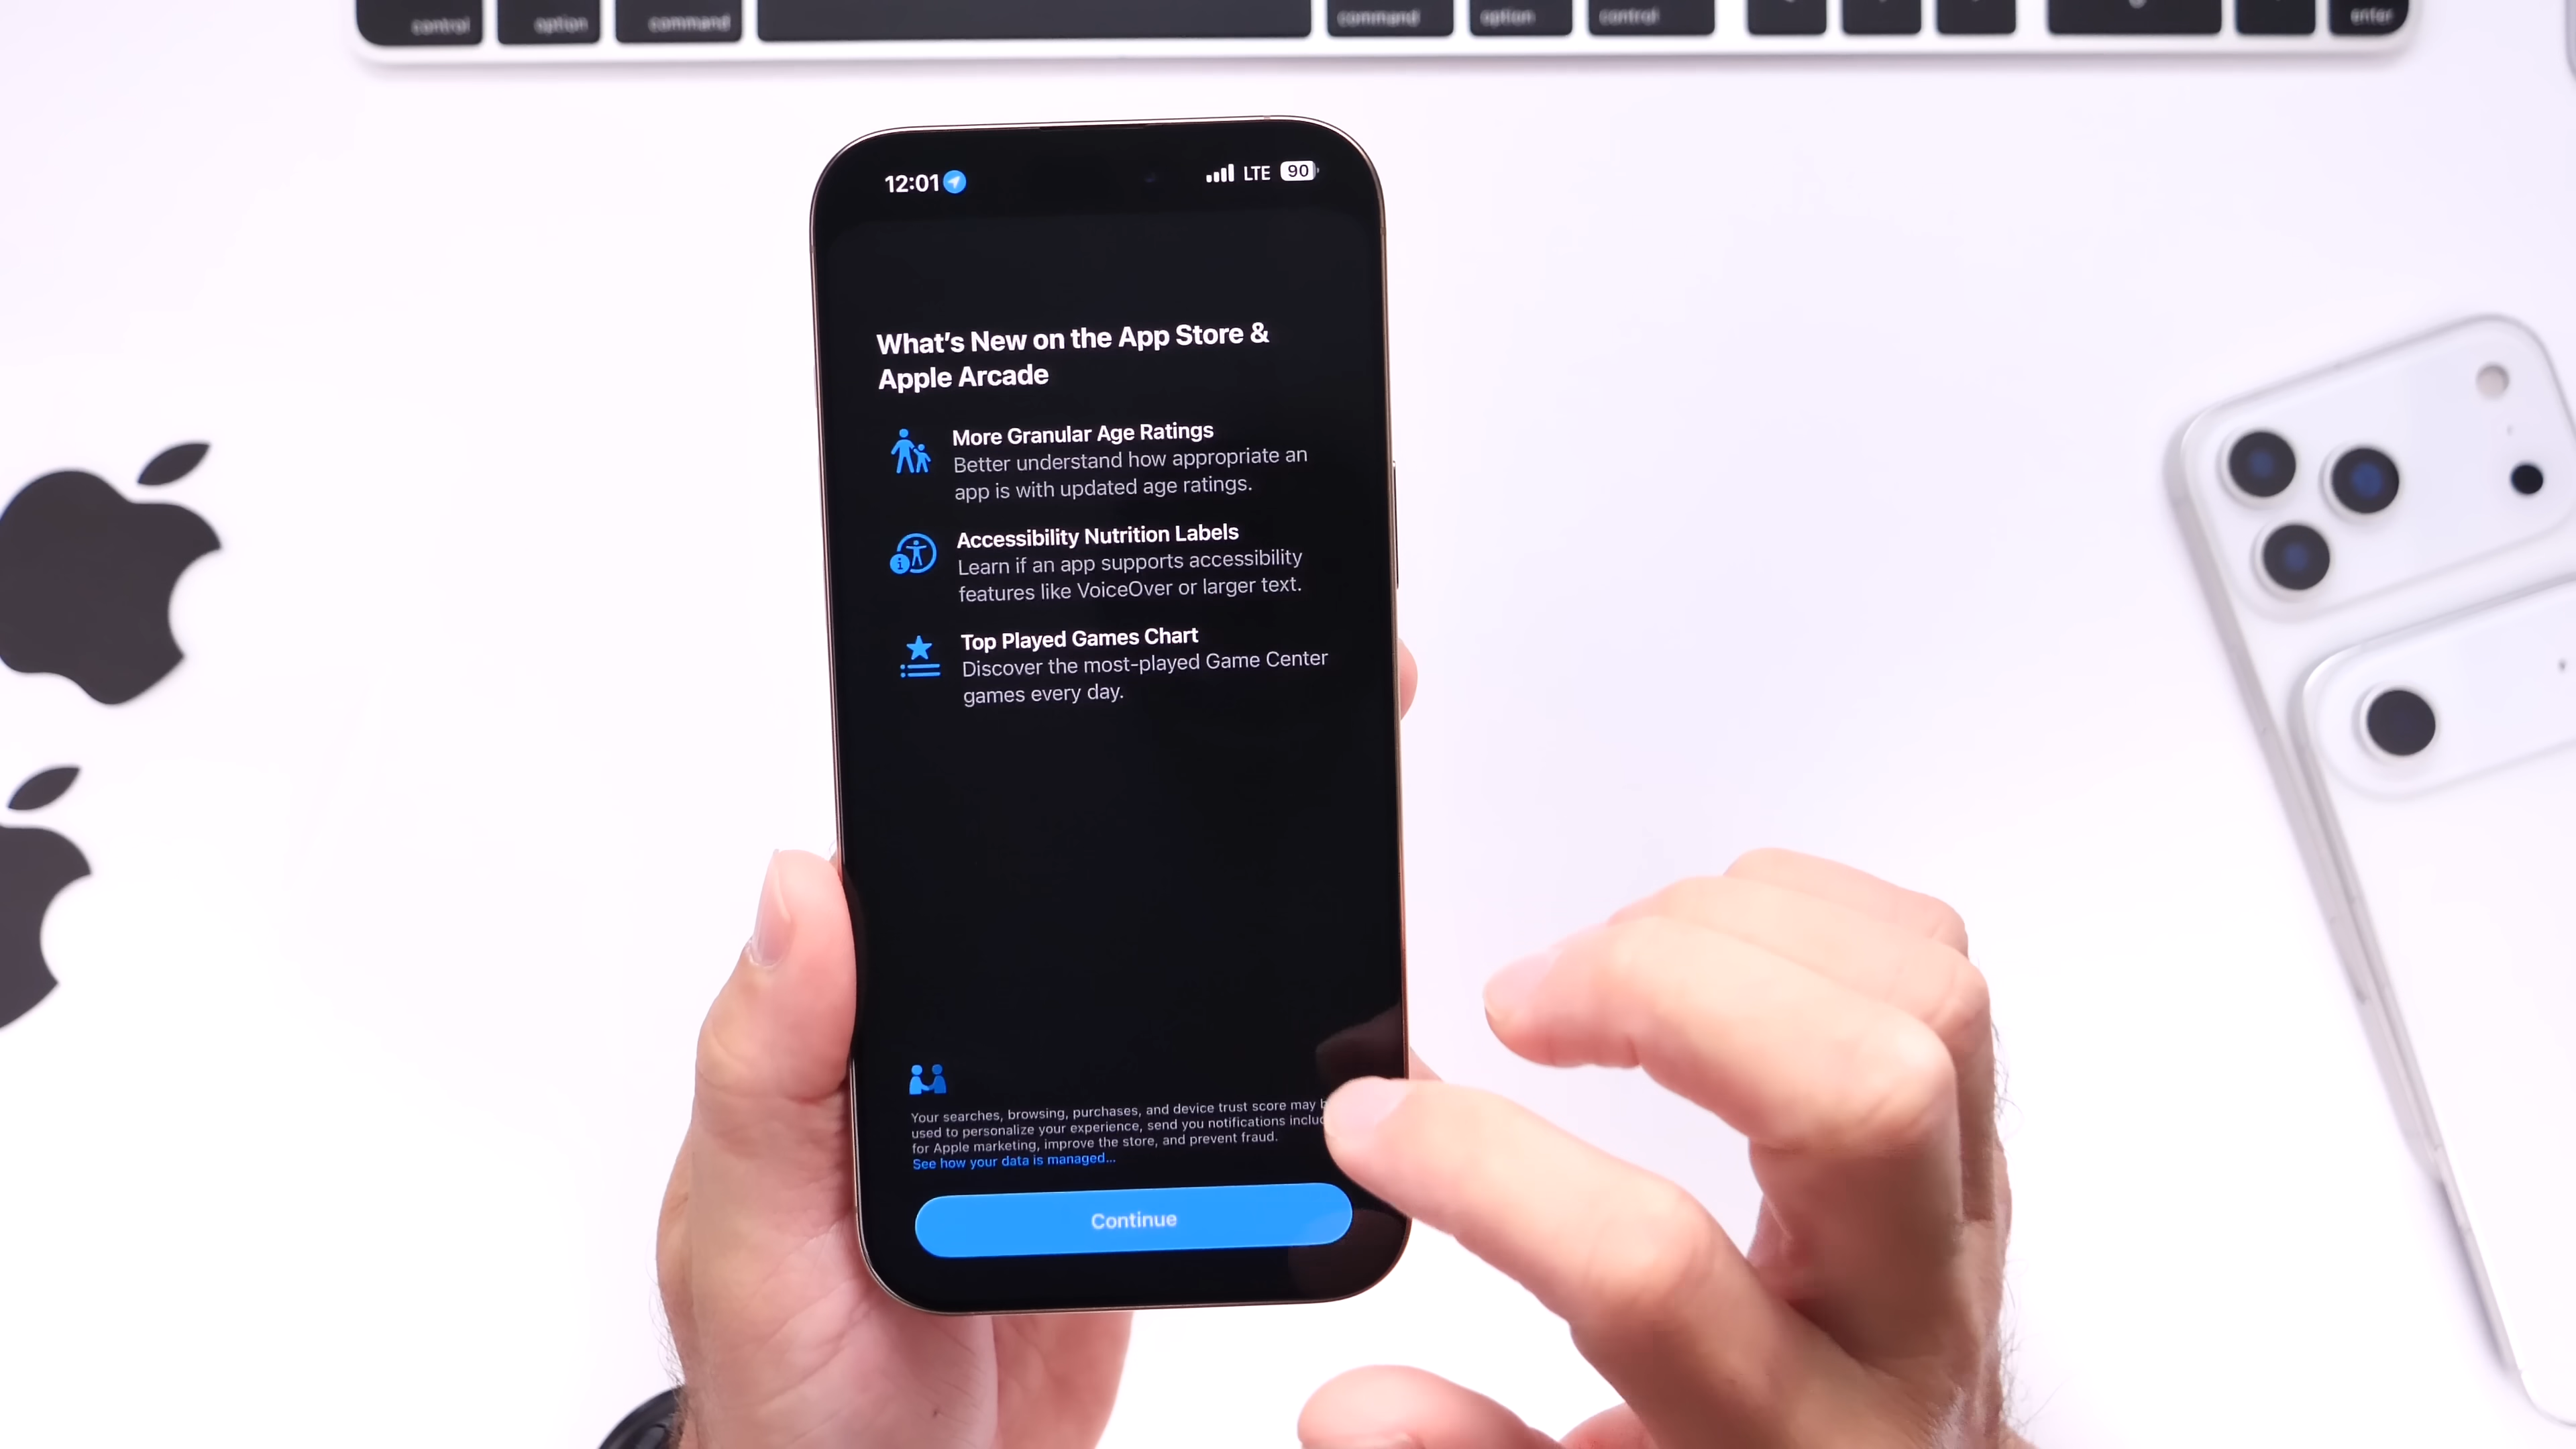 control option command command option control enter
12:01 LTE 90
What's New on the App Store &
Apple Arcade
More Granular Age Ratings
Better understand how appropriate an
app is with updated age ratings.
Accessibility Nutrition Labels
Learn if an app supports accessibility
features like VoiceOver or larger text.
Top Played Games Chart
Discover the most-played Game Center
games every day.
Your searches, browsing, purchases, and device trust score may
used to personalize your experience, send you notifications
for Apple marketing, improve the store, and prevent fraud.
See how your data is managed...
Continue